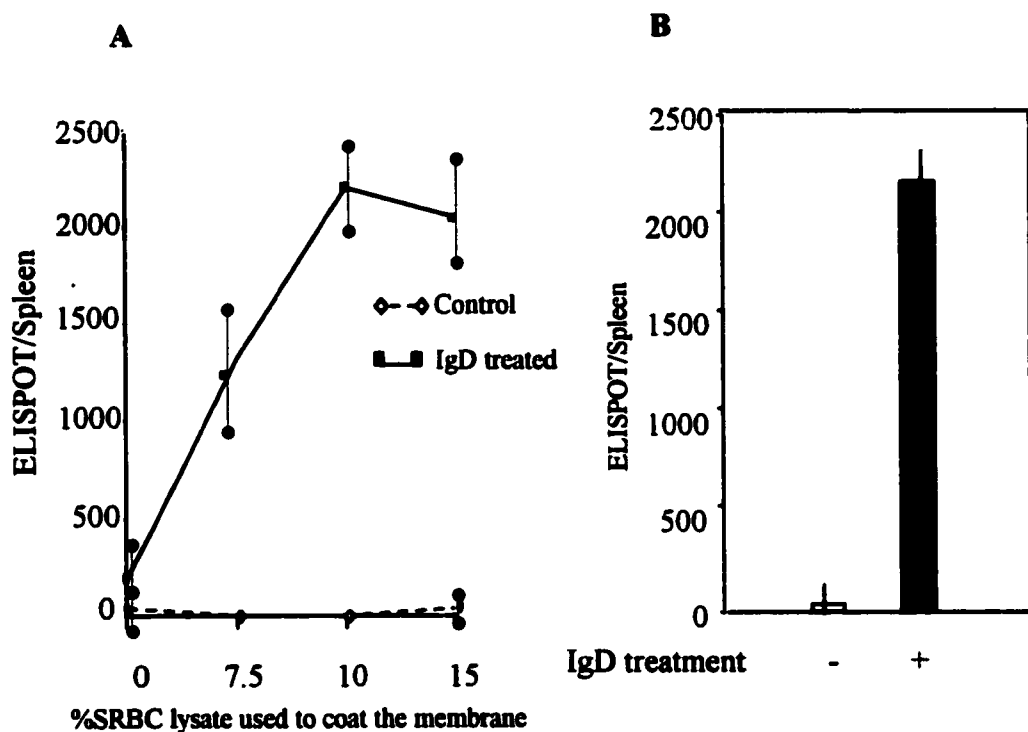 A
2500
2000
1500
1000
500
0
ELISPOT/Spleen
Control
IgD treated
0 7.5 10 15
%SRBC lysate used to coat the membrane
B
2500
2000
1500
1000
500
0
ELISPOT/Spleen
IgD treatment - +